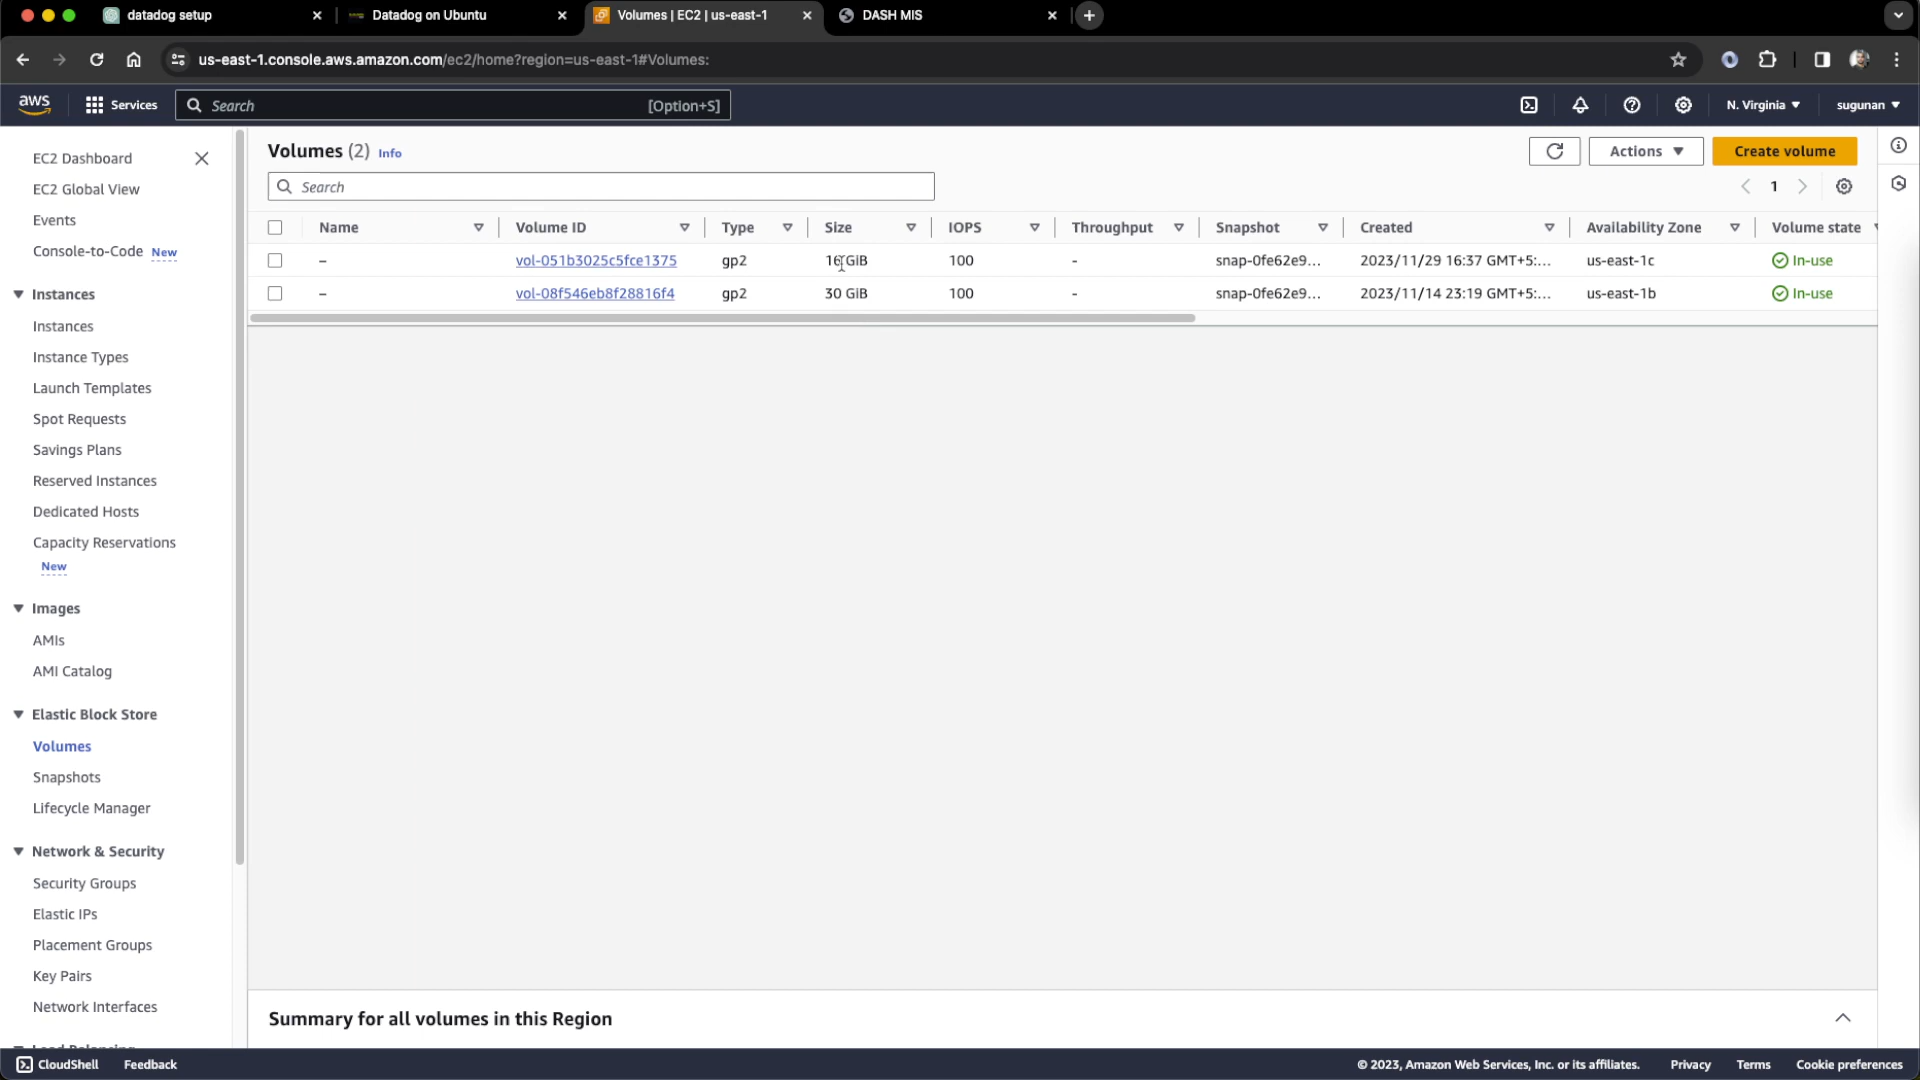 datadog setup
Datadog on Ubuntu
Volumes | EC2 | us-east-1
DASH MIS
us-east-1.console.aws.amazon.com/ec2/home?region=us-east-1#Volumes:
aws
Services
Search
[Option+S]
N. Virginia
sugunan
EC2 Dashboard
EC2 Global View
Events
Console-to-Code New
Instances
Instances
Instance Types
Launch Templates
Spot Requests
Savings Plans
Reserved Instances
Dedicated Hosts
Capacity Reservations
New
Images
AMIs
AMI Catalog
Elastic Block Store
Volumes
Snapshots
Lifecycle Manager
Network & Security
Security Groups
Elastic IPs
Placement Groups
Key Pairs
Network Interfaces
Volumes (2) Info
Actions
Create volume
Search
1
Name Volume ID Type Size IOPS Throughput Snapshot Created Availability Zone Volume state
– vol-051b3025c5fce1375 gp2 16 GiB 100 - snap-0fe62e9... 2023/11/29 16:37 GMT+5:... us-east-1c In-use
– vol-08f546eb8f28816f4 gp2 30 GiB 100 - snap-0fe62e9... 2023/11/14 23:19 GMT+5:... us-east-1b In-use
Summary for all volumes in this Region
CloudShell
Feedback
© 2023, Amazon Web Services, Inc. or its affiliates.
Privacy
Terms
Cookie preferences